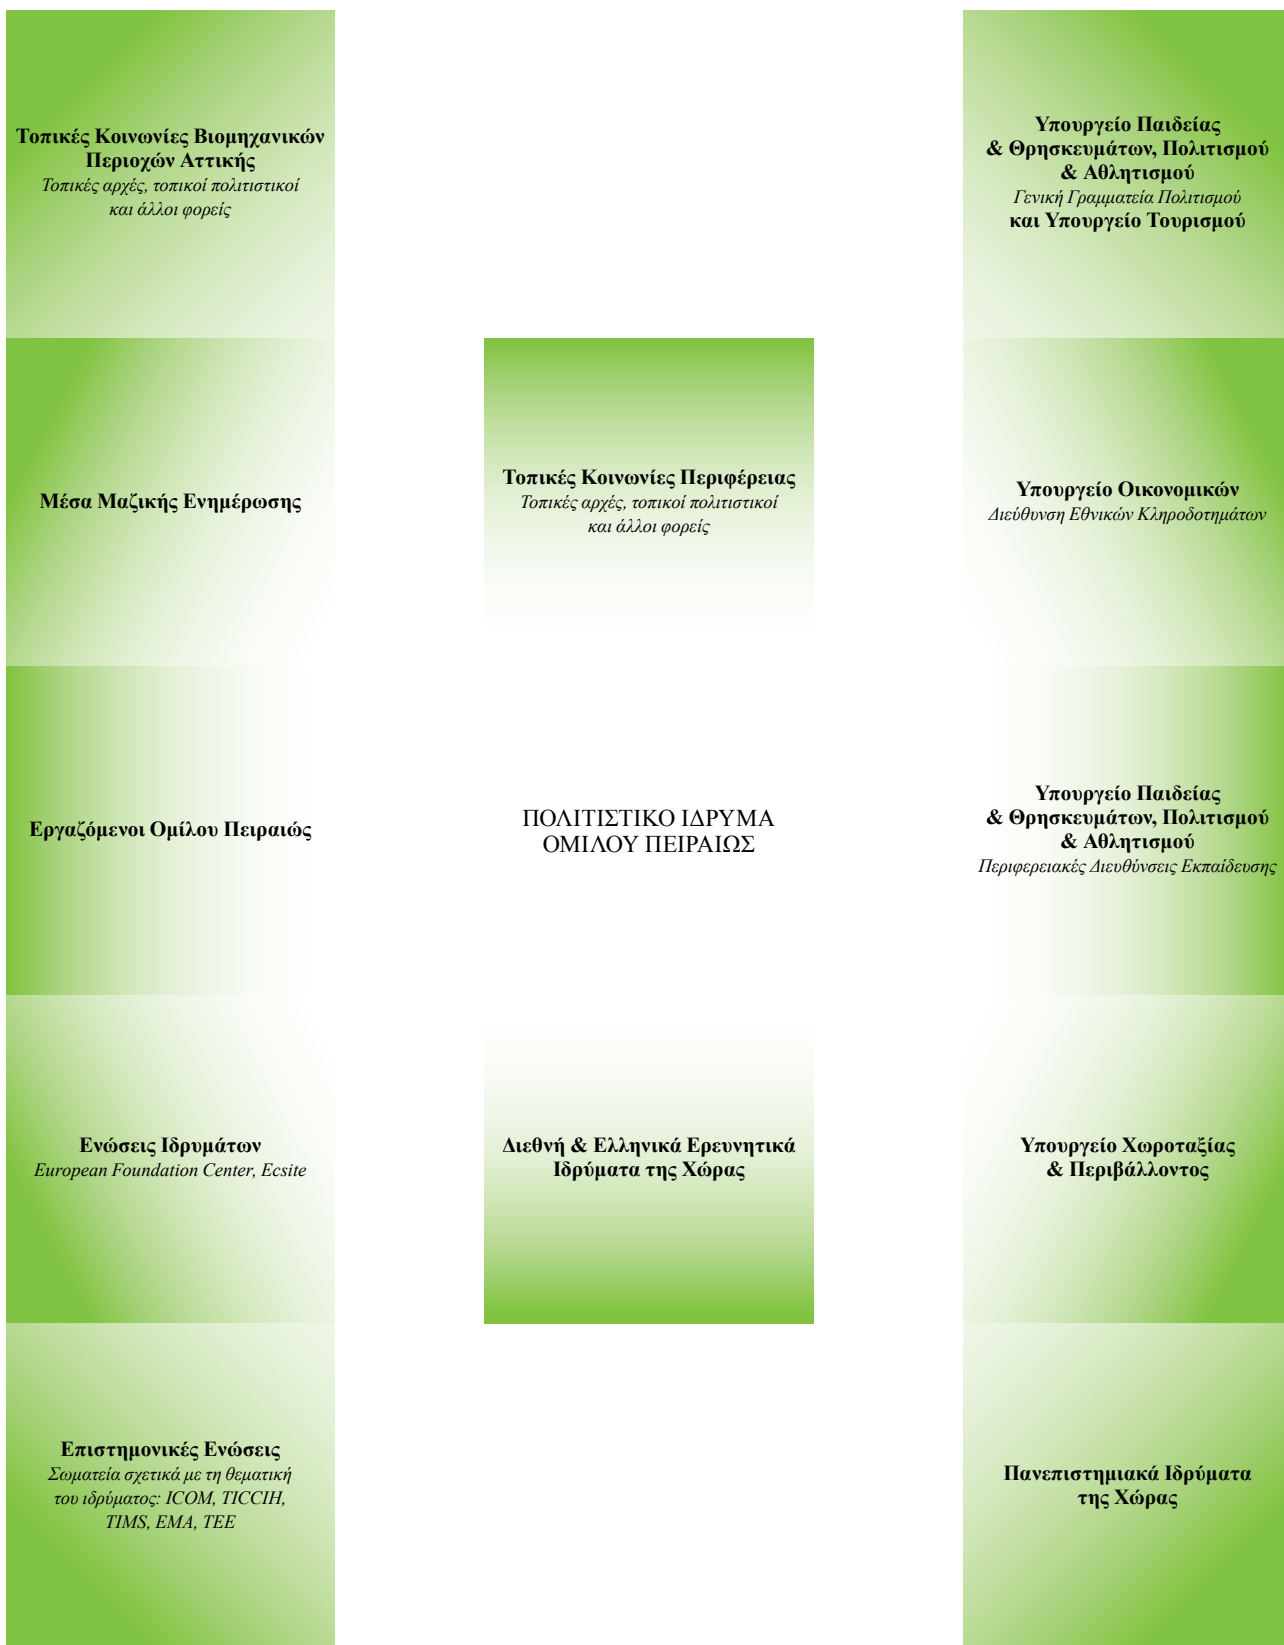 Τοπικές Κοινωνίες Βιομηχανικών
Περιοχών Αττικής
Τοπικές αρχές, τοπικοί πολιτιστικοί
και άλλοι φορείς
Υπουργείο Παιδείας
& Θρησκευμάτων, Πολιτισμού
& Αθλητισμού
Γενική Γραμματεία Πολιτισμού
και Υπουργείο Τουρισμού
Μέσα Μαζικής Ενημέρωσης
Τοπικές Κοινωνίες Περιφέρειας
Τοπικές αρχές, τοπικοί πολιτιστικοί
και άλλοι φορείς
Υπουργείο Οικονομικών
Διεύθυνση Εθνικών Κληροδοτημάτων
Εργαζόμενοι Ομίλου Πειραιώς
ΠΟΛΙΤΙΣΤΙΚΟ ΙΔΡΥΜΑ
ΟΜΙΛΟΥ ΠΕΙΡΑΙΩΣ
Υπουργείο Παιδείας
& Θρησκευμάτων, Πολιτισμού
& Αθλητισμού
Περιφερειακές Διευθύνσεις Εκπαίδευσης
Ενώσεις Ιδρυμάτων
European Foundation Center, Ecsite
Διεθνή & Ελληνικά Ερευνητικά
Ιδρύματα της Χώρας
Υπουργείο Χωροταξίας
& Περιβάλλοντος
Επιστημονικές Ενώσεις
Σωματεία σχετικά με τη θεματική
του ιδρύματος: ICOM, TICCIH,
TIMS, EMA, TEE
Πανεπιστημιακά Ιδρύματα
της Χώρας